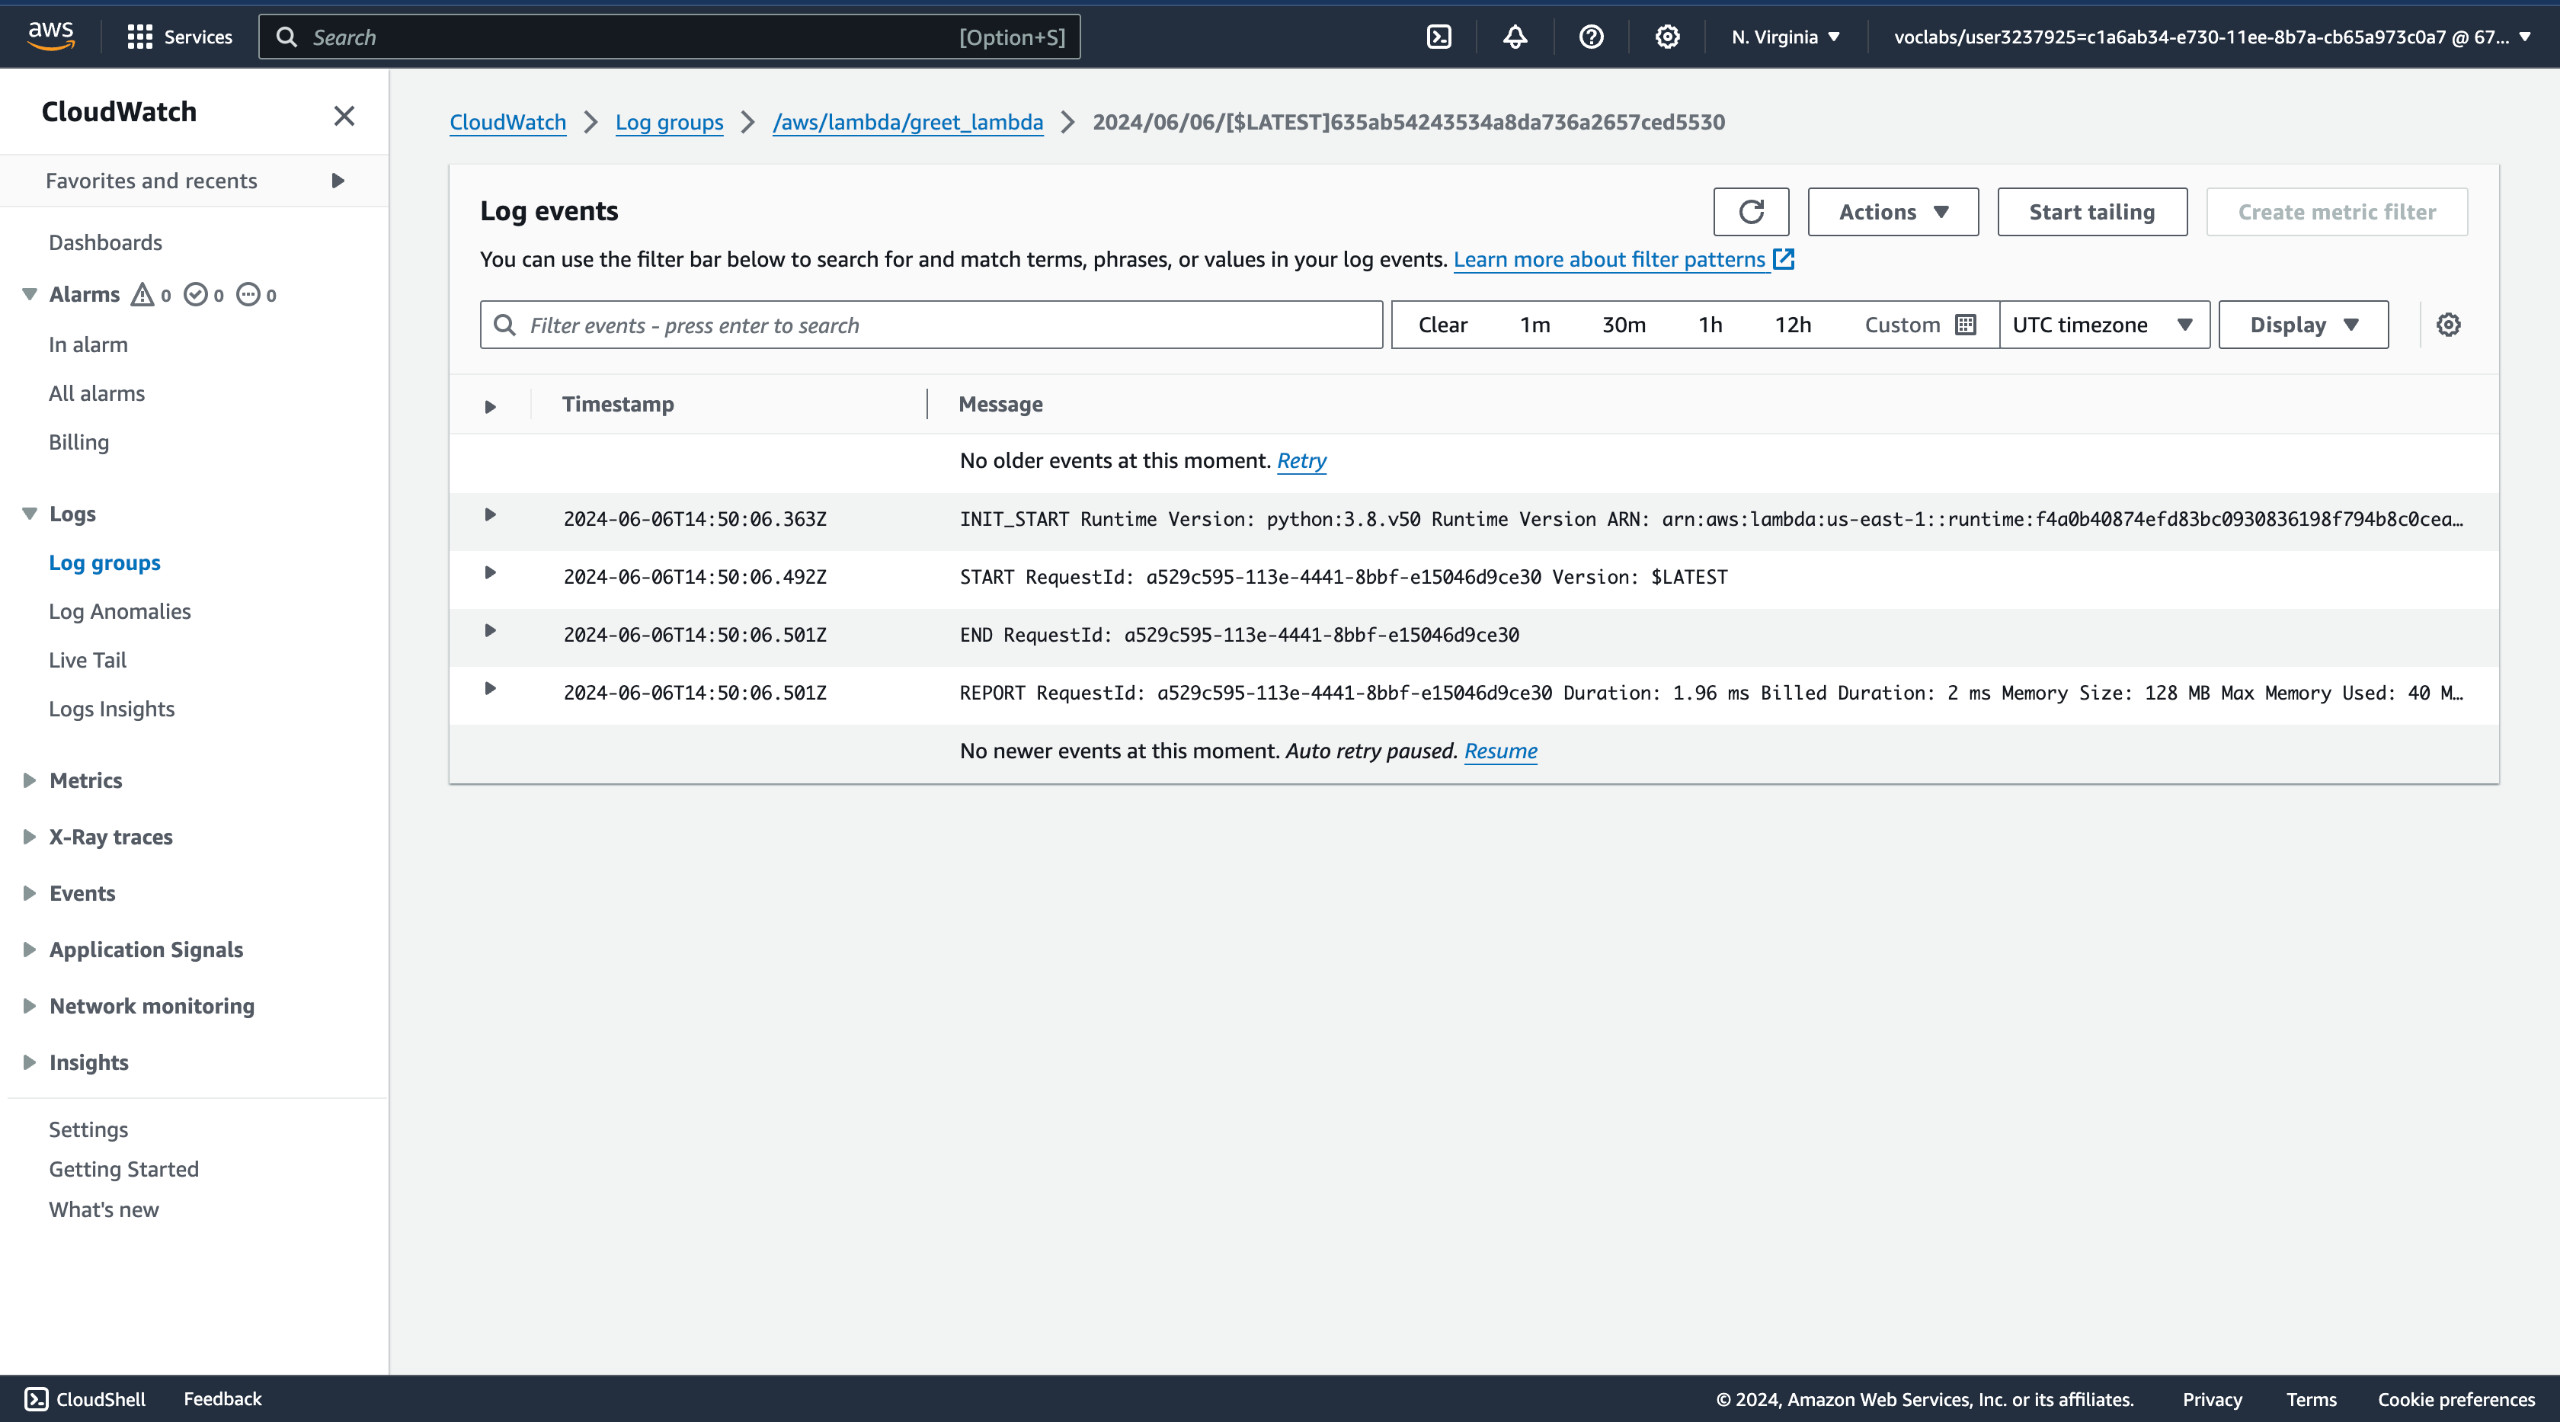 aws
Services
Search [Option+S]
N. Virginia
voclabs/user3237925=c1a6ab34-e730-11ee-8b7a-cb65a973c0a7 @ 67...
CloudWatch
Favorites and recents
Dashboards
Alarms 0 0 0
In alarm
All alarms
Billing
Logs
Log groups
Log Anomalies
Live Tail
Logs Insights
Metrics
X-Ray traces
Events
Application Signals
Network monitoring
Insights
Settings
Getting Started
What's new
CloudWatch Log groups /aws/lambda/greet_lambda 2024/06/06/[$LATEST]635ab54243534a8da736a2657ced5530
Log events
Actions
Start tailing
Create metric filter
You can use the filter bar below to search for and match terms, phrases, or values in your log events. Learn more about filter patterns
Filter events - press enter to search
Clear 1m 30m 1h 12h Custom UTC timezone Display
Timestamp Message
No older events at this moment. Retry
2024-06-06T14:50:06.363Z INIT_START Runtime Version: python:3.8.v50 Runtime Version ARN: arn:aws:lambda:us-east-1::runtime:f4a0b40874efd83bc0930836198f794b8c0cea…
2024-06-06T14:50:06.492Z START RequestId: a529c595-113e-4441-8bbf-e15046d9ce30 Version: $LATEST
2024-06-06T14:50:06.501Z END RequestId: a529c595-113e-4441-8bbf-e15046d9ce30
2024-06-06T14:50:06.501Z REPORT RequestId: a529c595-113e-4441-8bbf-e15046d9ce30 Duration: 1.96 ms Billed Duration: 2 ms Memory Size: 128 MB Max Memory Used: 40 M…
No newer events at this moment. Auto retry paused. Resume
CloudShell Feedback
© 2024, Amazon Web Services, Inc. or its affiliates. Privacy Terms Cookie preferences